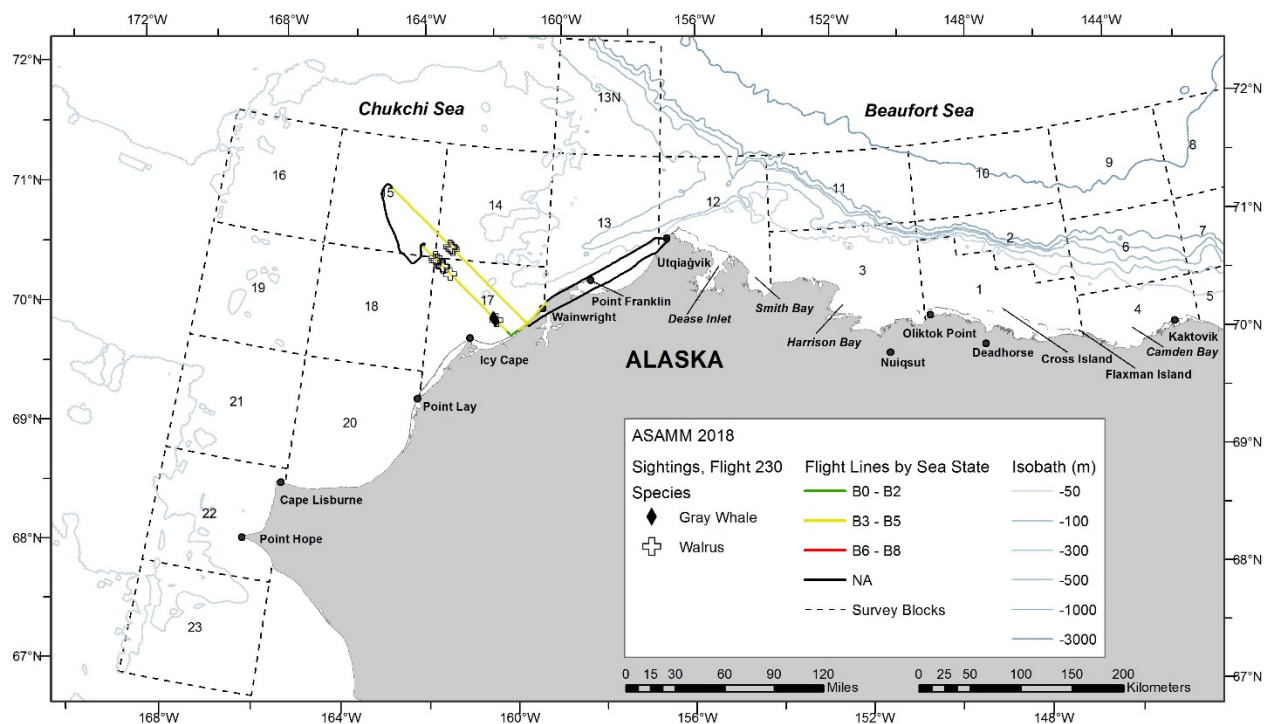 172°W 168°W 164°W 160°W 156°W 152°W 148°W 144°W
72°N
72°N
Chukchi Sea
Beaufort Sea
13N
8
9
10
16
15
14
11
71°N
71°N
12
13
2
7
6
Utqiaġvik
3
19
18
17
1
5
Point Franklin
Smith Bay
Dease Inlet
4
70°N
70°N
Wainwright
Harrison Bay
Oliktok Point
Kaktovik
Icy Cape
ALASKA
Nuiqsut
Deadhorse
Cross Island
Camden Bay
Flaxman Island
Point Lay
21
20
69°N
69°N
Cape Lisburne
22
Point Hope
68°N
68°N
23
67°N
67°N
ASAMM 2018
Sightings, Flight 230
Species
Gray Whale
Walrus
Flight Lines by Sea State
B0 - B2
B3 - B5
B6 - B8
NA
Survey Blocks
Isobath (m)
-50
-100
-300
-500
-1000
-3000
0 15 30 60 90 120
Miles
0 25 50 100 150 200
Kilometers
168°W 164°W 160°W 156°W 152°W 148°W